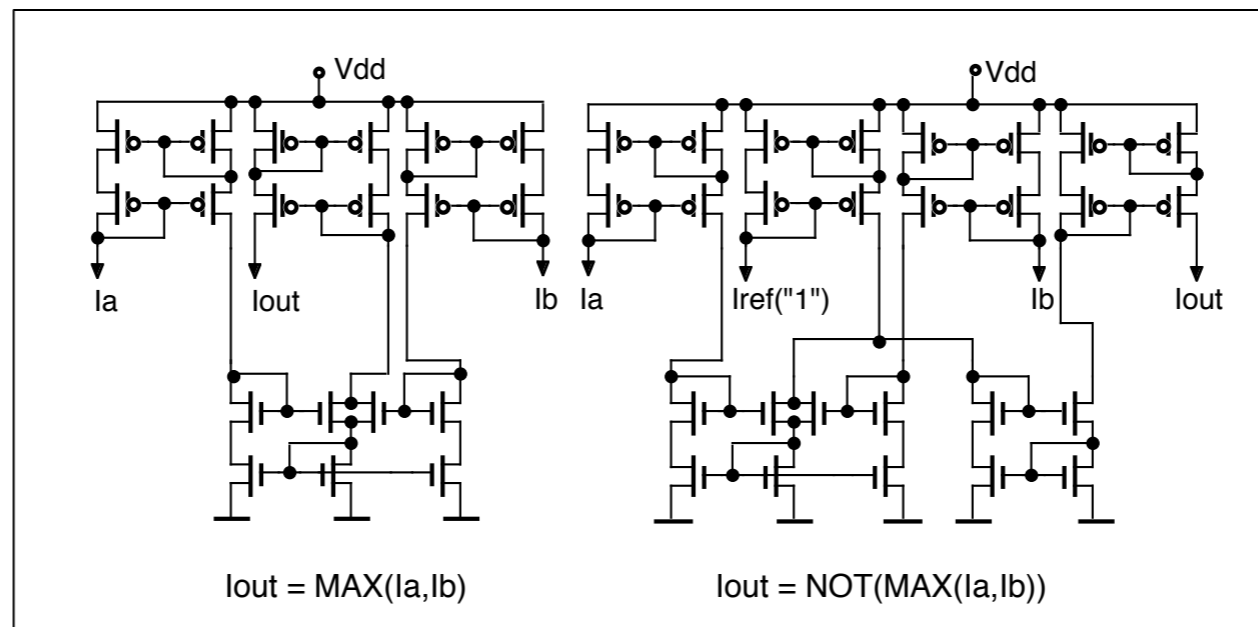 Vdd
Vdd
Ia
Iout
Ib
Ia
Iref("1")
Ib
Iout
Iout = MAX(Ia,Ib)
Iout = NOT(MAX(Ia,Ib))